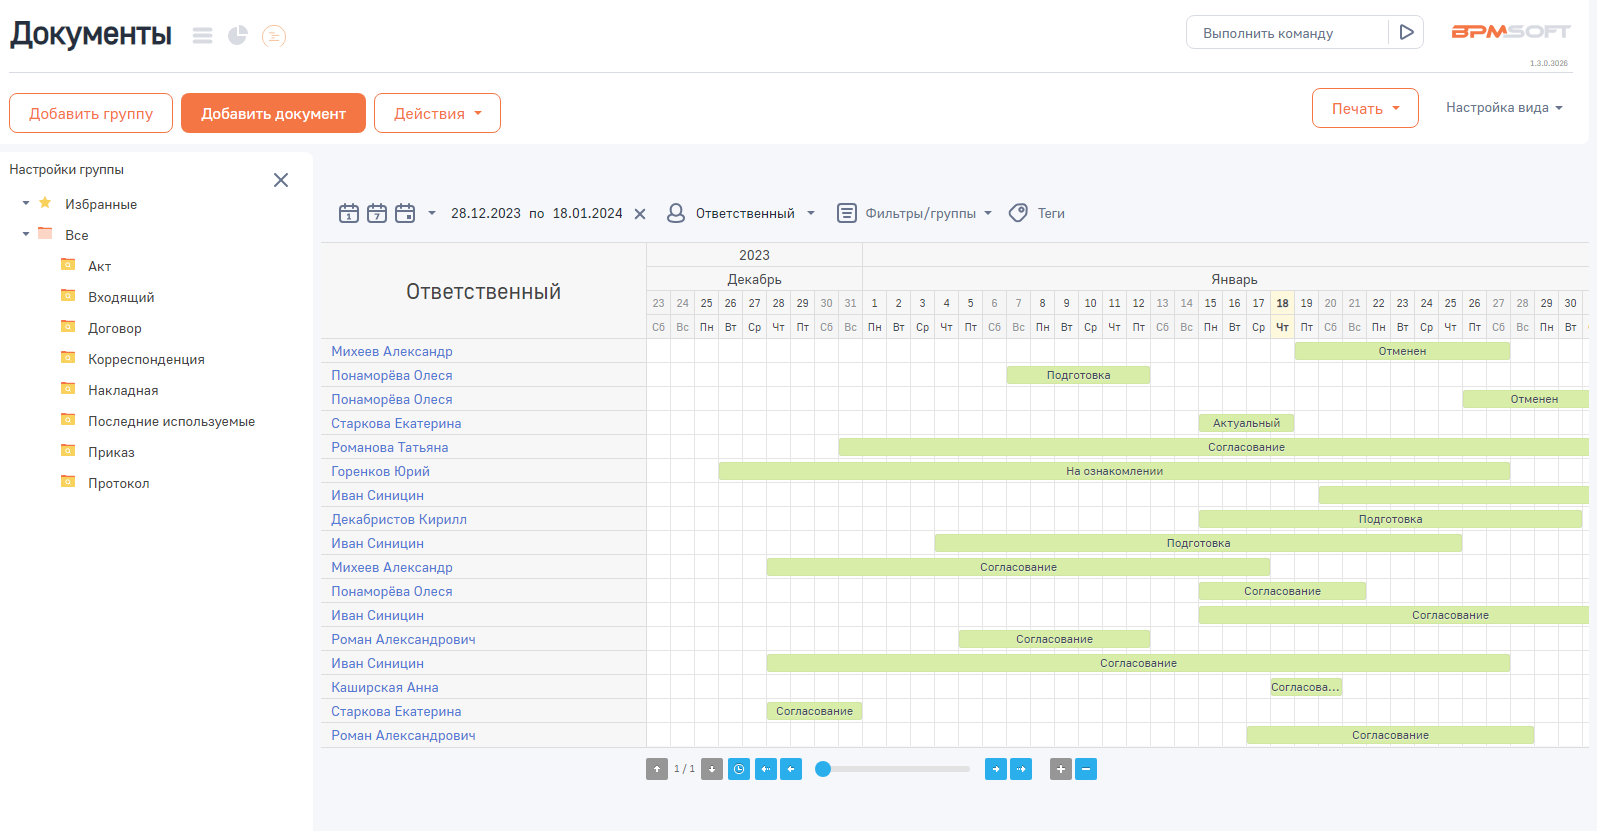 Документы
Выполнить команду
BPMSOFT
1.3.0.3026
Добавить группу
Добавить документ
Действия
Печать
Настройка вида
Настройки группы
Избранные
Все
Акт
Входящий
Договор
Корреспонденция
Накладная
Последние используемые
Приказ
Протокол
1 7 28.12.2023 по 18.01.2024 Ответственный Фильтры/группы Теги
Ответственный
2023
Декабрь Январь
23 24 25 26 27 28 29 30 31 1 2 3 4 5 6 7 8 9 10 11 12 13 14 15 16 17 18 19 20 21 22 23 24 25 26 27 28 29 30
Сб Вс Пн Вт Ср Чт Пт Сб Вс Пн Вт Ср Чт Пт Сб Вс Пн Вт Ср Чт Пт Сб Вс Пн Вт Ср Чт Пт Сб Вс Пн Вт Ср Чт Пт Сб Вс Пн Вт
Михеев Александр Отменен
Понаморёва Олеся Подготовка
Понаморёва Олеся Отменен
Старкова Екатерина Актуальный
Романова Татьяна Согласование
Горенков Юрий На ознакомлении
Иван Синицин
Декабристов Кирилл Подготовка
Иван Синицин Подготовка
Михеев Александр Согласование
Понаморёва Олеся Согласование
Иван Синицин Согласование
Роман Александрович Согласование
Иван Синицин Согласование
Каширская Анна Согласова...
Старкова Екатерина Согласование
Роман Александрович Согласование
1 / 1